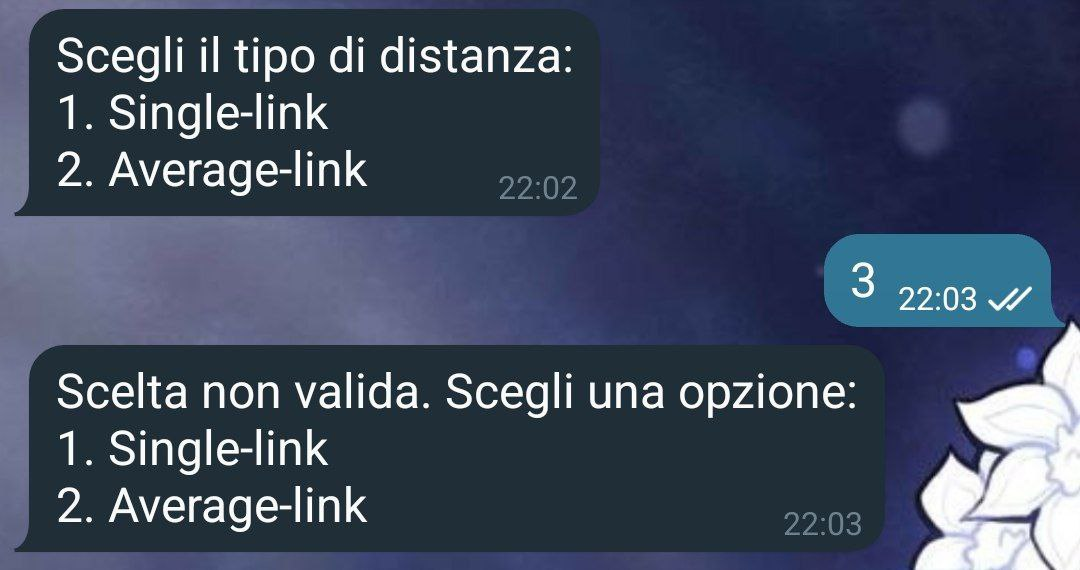 Scegli il tipo di distanza:
1. Single-link
2. Average-link
22:02
3
22:03
Scelta non valida. Scegli una opzione:
1. Single-link
2. Average-link
22:03